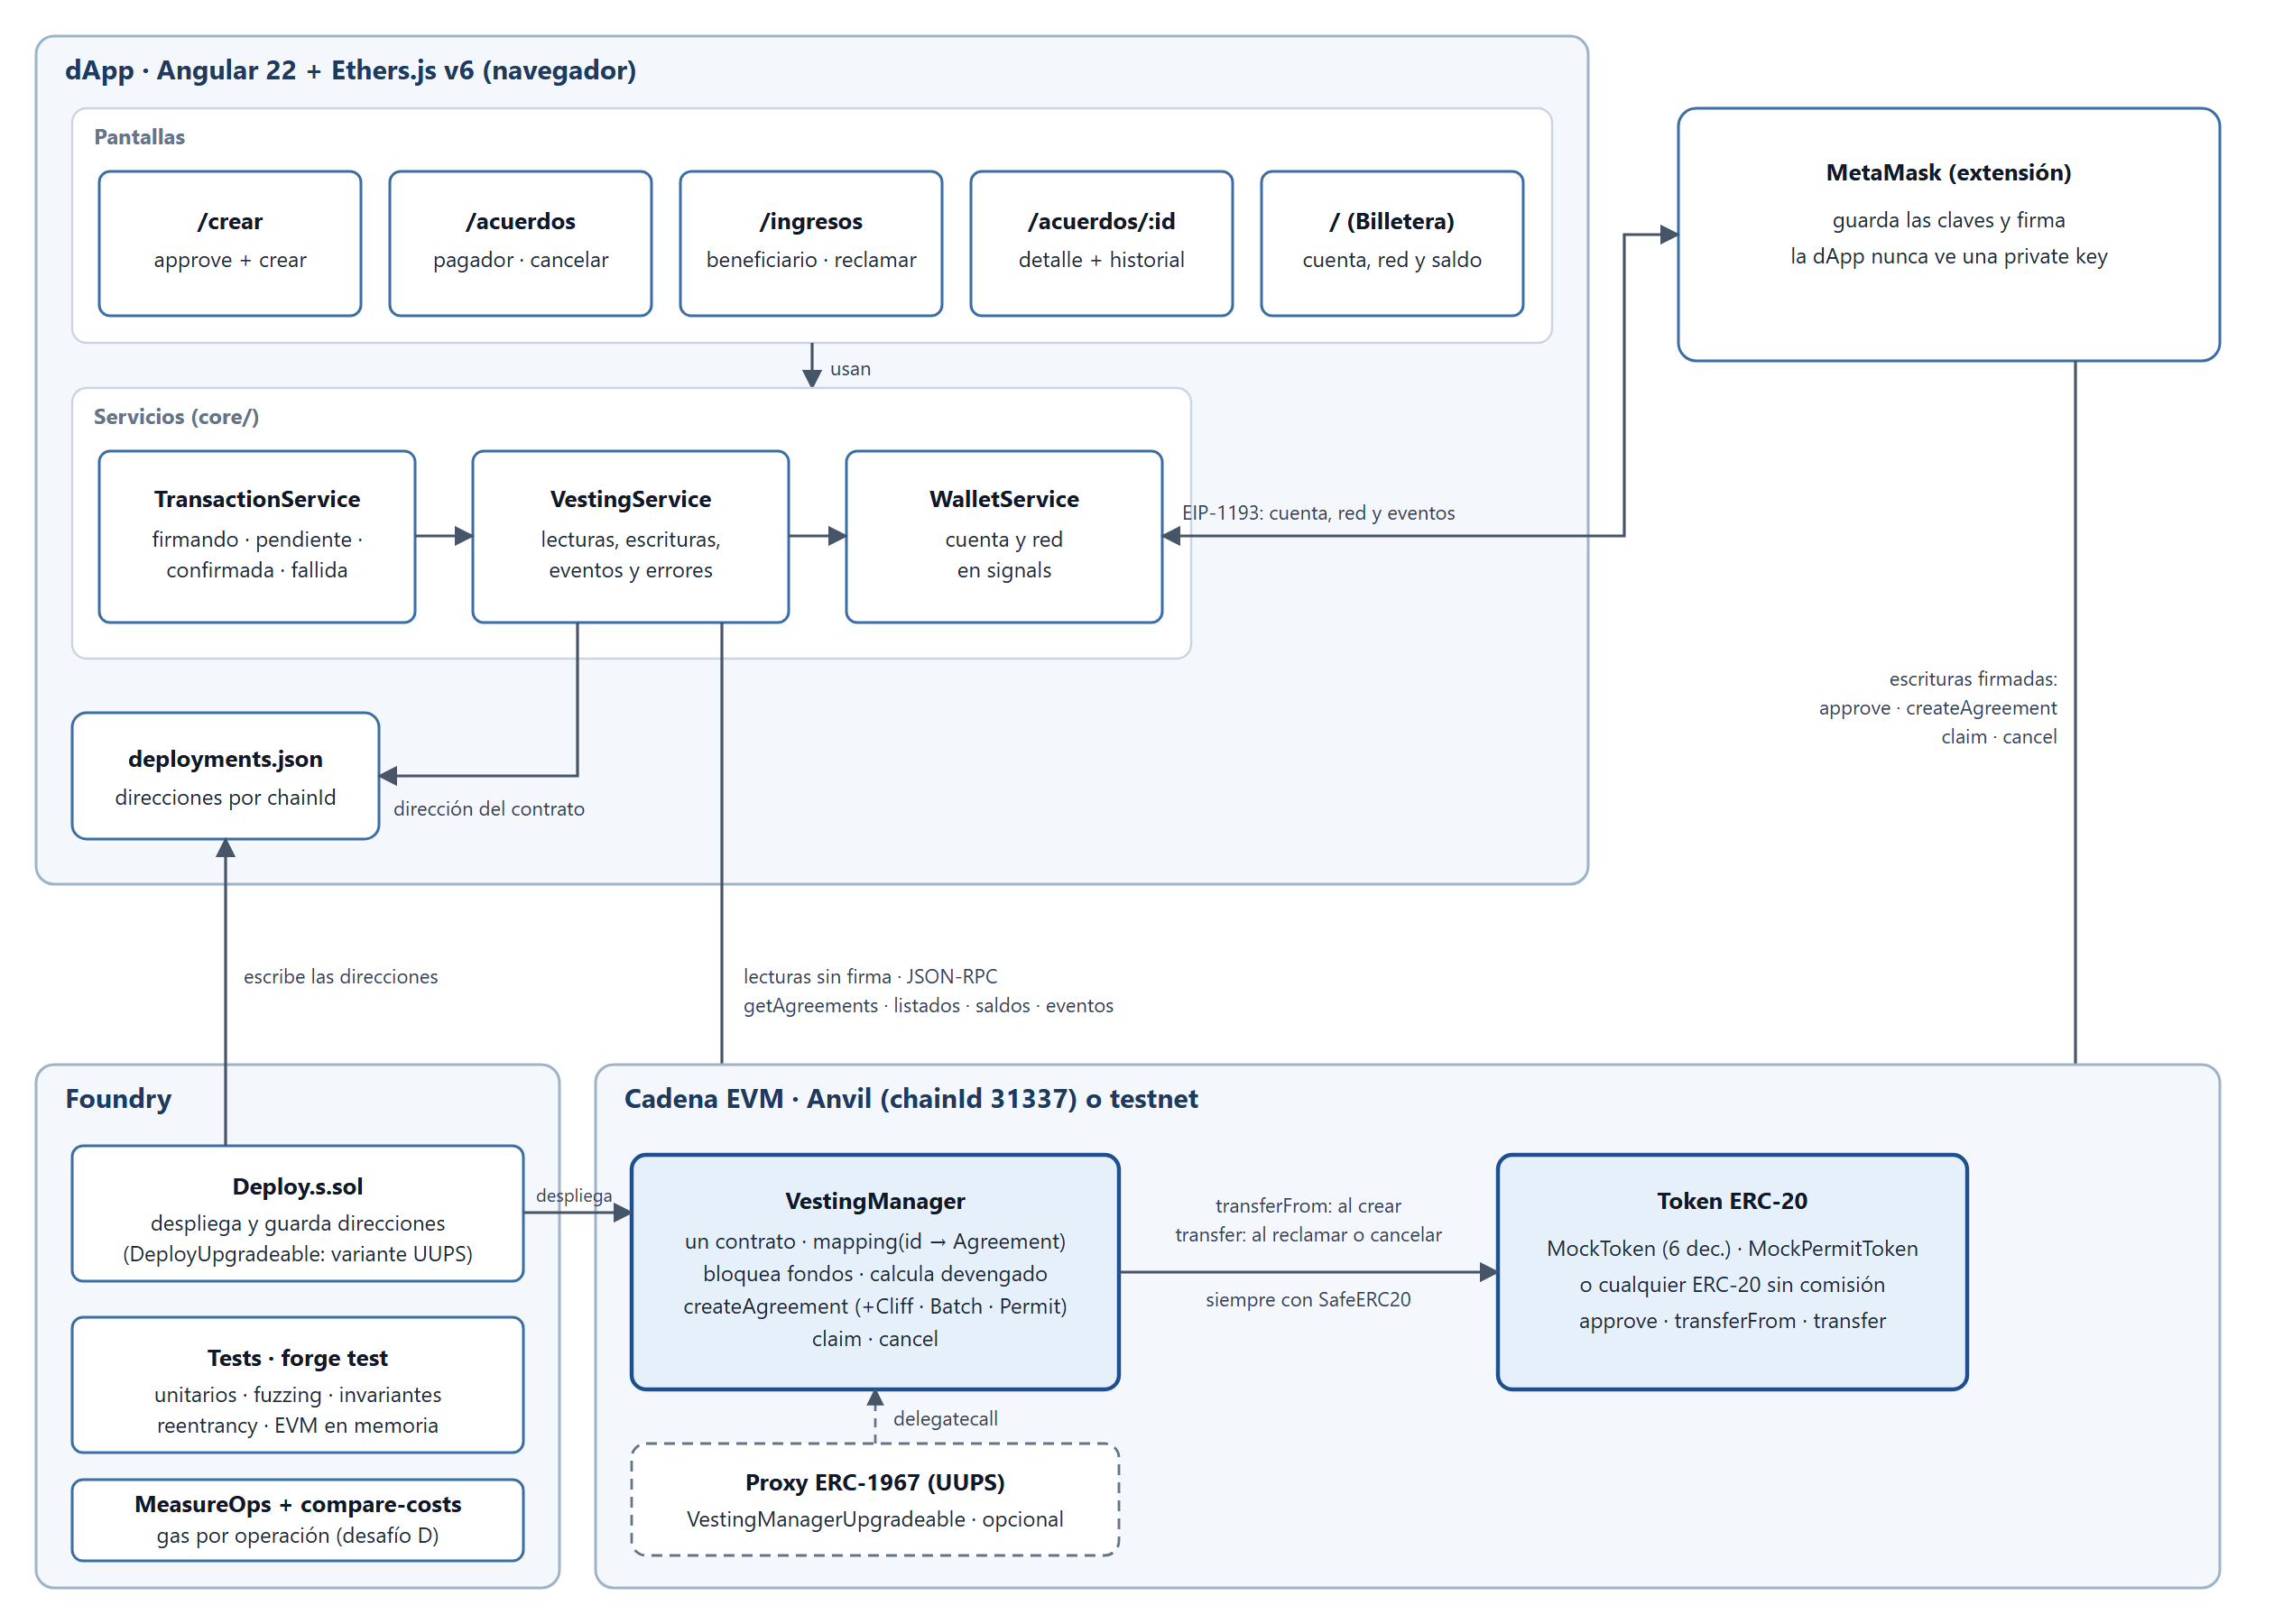 dApp · Angular 22 + Ethers.js v6 (navegador)
Pantallas
/crear
approve + crear
/acuerdos
pagador · cancelar
/ingresos
beneficiario · reclamar
/acuerdos/:id
detalle + historial
/ (Billetera)
cuenta, red y saldo
MetaMask (extensión)
guarda las claves y firma
la dApp nunca ve una private key
usan
Servicios (core/)
TransactionService
firmando · pendiente ·
confirmada · fallida
VestingService
lecturas, escrituras,
eventos y errores
WalletService
cuenta y red
en signals
EIP-1193: cuenta, red y eventos
escrituras firmadas:
approve · createAgreement
claim · cancel
deployments.json
direcciones por chainId
dirección del contrato
escribe las direcciones
lecturas sin firma · JSON-RPC
getAgreements · listados · saldos · eventos
Foundry
Deploy.s.sol
despliega y guarda direcciones
(DeployUpgradeable: variante UUPS)
Tests · forge test
unitarios · fuzzing · invariantes
reentrancy · EVM en memoria
MeasureOps + compare-costs
gas por operación (desafío D)
despliega
Cadena EVM · Anvil (chainId 31337) o testnet
VestingManager
un contrato · mapping(id → Agreement)
bloquea fondos · calcula devengado
createAgreement (+Cliff · Batch · Permit)
claim · cancel
transferFrom: al crear
transfer: al reclamar o cancelar
siempre con SafeERC20
Token ERC-20
MockToken (6 dec.) · MockPermitToken
o cualquier ERC-20 sin comisión
approve · transferFrom · transfer
delegatecall
Proxy ERC-1967 (UUPS)
VestingManagerUpgradeable · opcional